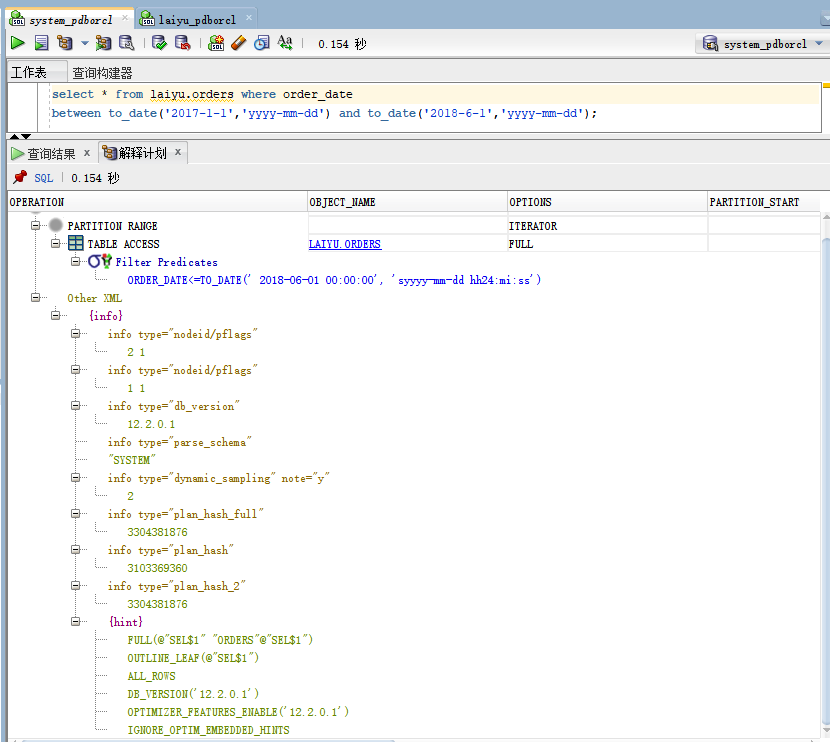 system_pdborcl laiyu_pdborcl
0.154 秒 system_pdborcl
工作表 查询构建器
select * from laiyu.orders where order_date
between to_date('2017-1-1','yyyy-mm-dd') and to_date('2018-6-1','yyyy-mm-dd');
查询结果 x 解释计划 x
SQL 0.154 秒
OPERATION OBJECT_NAME OPTIONS PARTITION_START
PARTITION RANGE ITERATOR
TABLE ACCESS LAIYU.ORDERS FULL
Filter Predicates
ORDER_DATE<=TO_DATE(' 2018-06-01 00:00:00', 'syyyy-mm-dd hh24:mi:ss')
Other XML
{info}
info type="nodeid/pflags"
2 1
info type="nodeid/pflags"
1 1
info type="db_version"
12.2.0.1
info type="parse_schema"
"SYSTEM"
info type="dynamic_sampling" note="y"
2
info type="plan_hash_full"
3304381876
info type="plan_hash"
3103369360
info type="plan_hash_2"
3304381876
{hint}
FULL(@"SEL$1" "ORDERS"@"SEL$1")
OUTLINE_LEAF(@"SEL$1")
ALL_ROWS
DB_VERSION('12.2.0.1')
OPTIMIZER_FEATURES_ENABLE('12.2.0.1')
IGNORE_OPTIM_EMBEDDED_HINTS